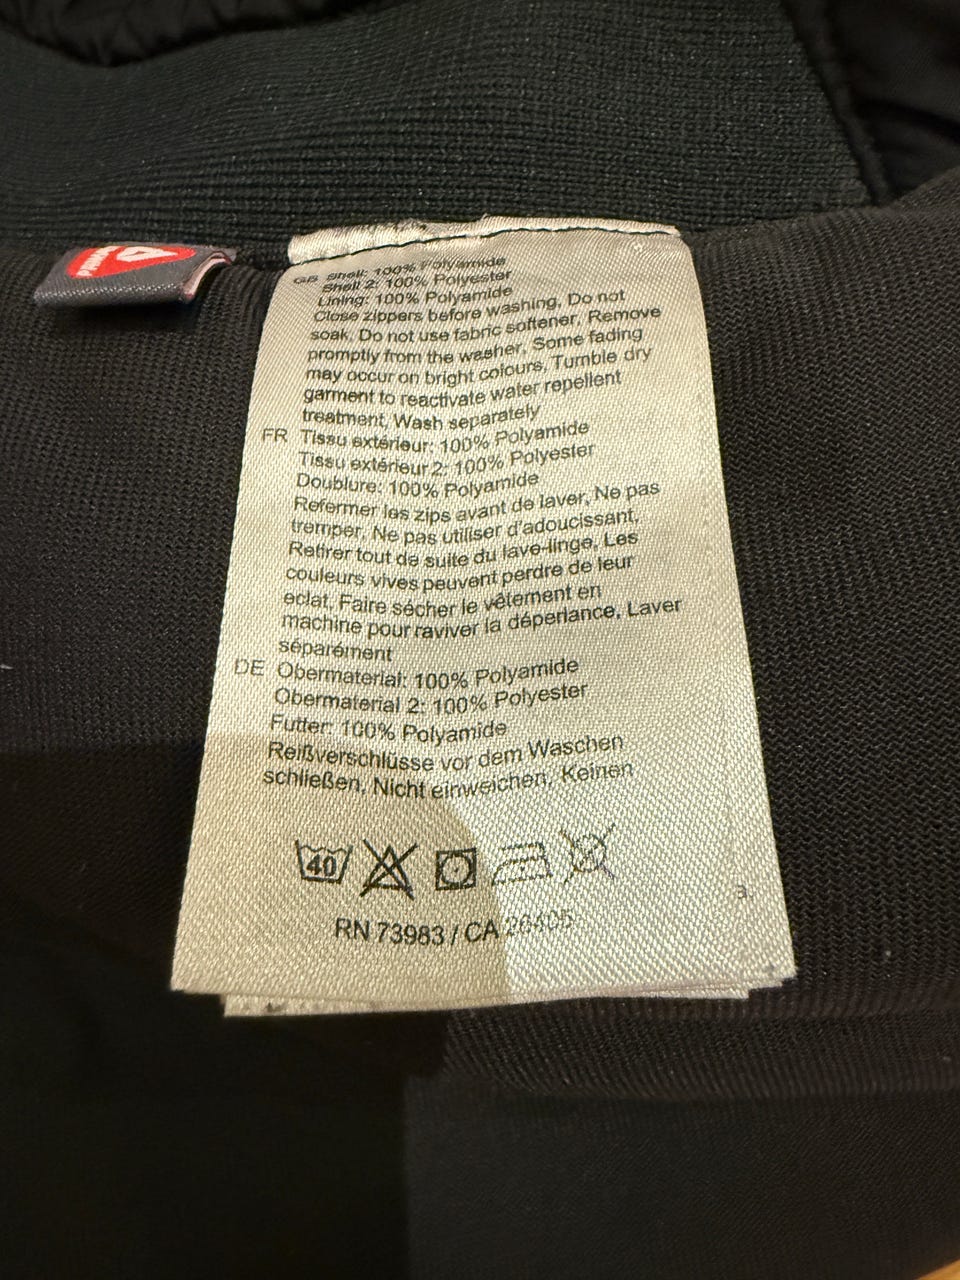 GB Shell: 100% Polyamide
Shell 2: 100% Polyester
Lining: 100% Polyamide
Close zippers before washing, Do not
soak, Do not use fabric softener, Remove
promptly from the washer, Some fading
may occur on bright colours, Tumble dry
garment to reactivate water repellent
treatment, Wash separately
FR Tissu extérieur: 100% Polyamide
Tissu extérieur 2: 100% Polyester
Doublure: 100% Polyamide
Refermer les zips avant de laver, Ne pas
tremper, Ne pas utiliser d'adoucissant,
Retirer tout de suite du lave-linge, Les
couleurs vives peuvent perdre de leur
eclat, Faire sécher le vêtement en
machine pour raviver la déperlance, Laver
séparément
DE Obermaterial: 100% Polyamide
Obermaterial 2: 100% Polyester
Futter: 100% Polyamide
Reißverschlüsse vor dem Waschen
schließen, Nicht einweichen, Keinen
40
RN 73983 / CA 26405
3.